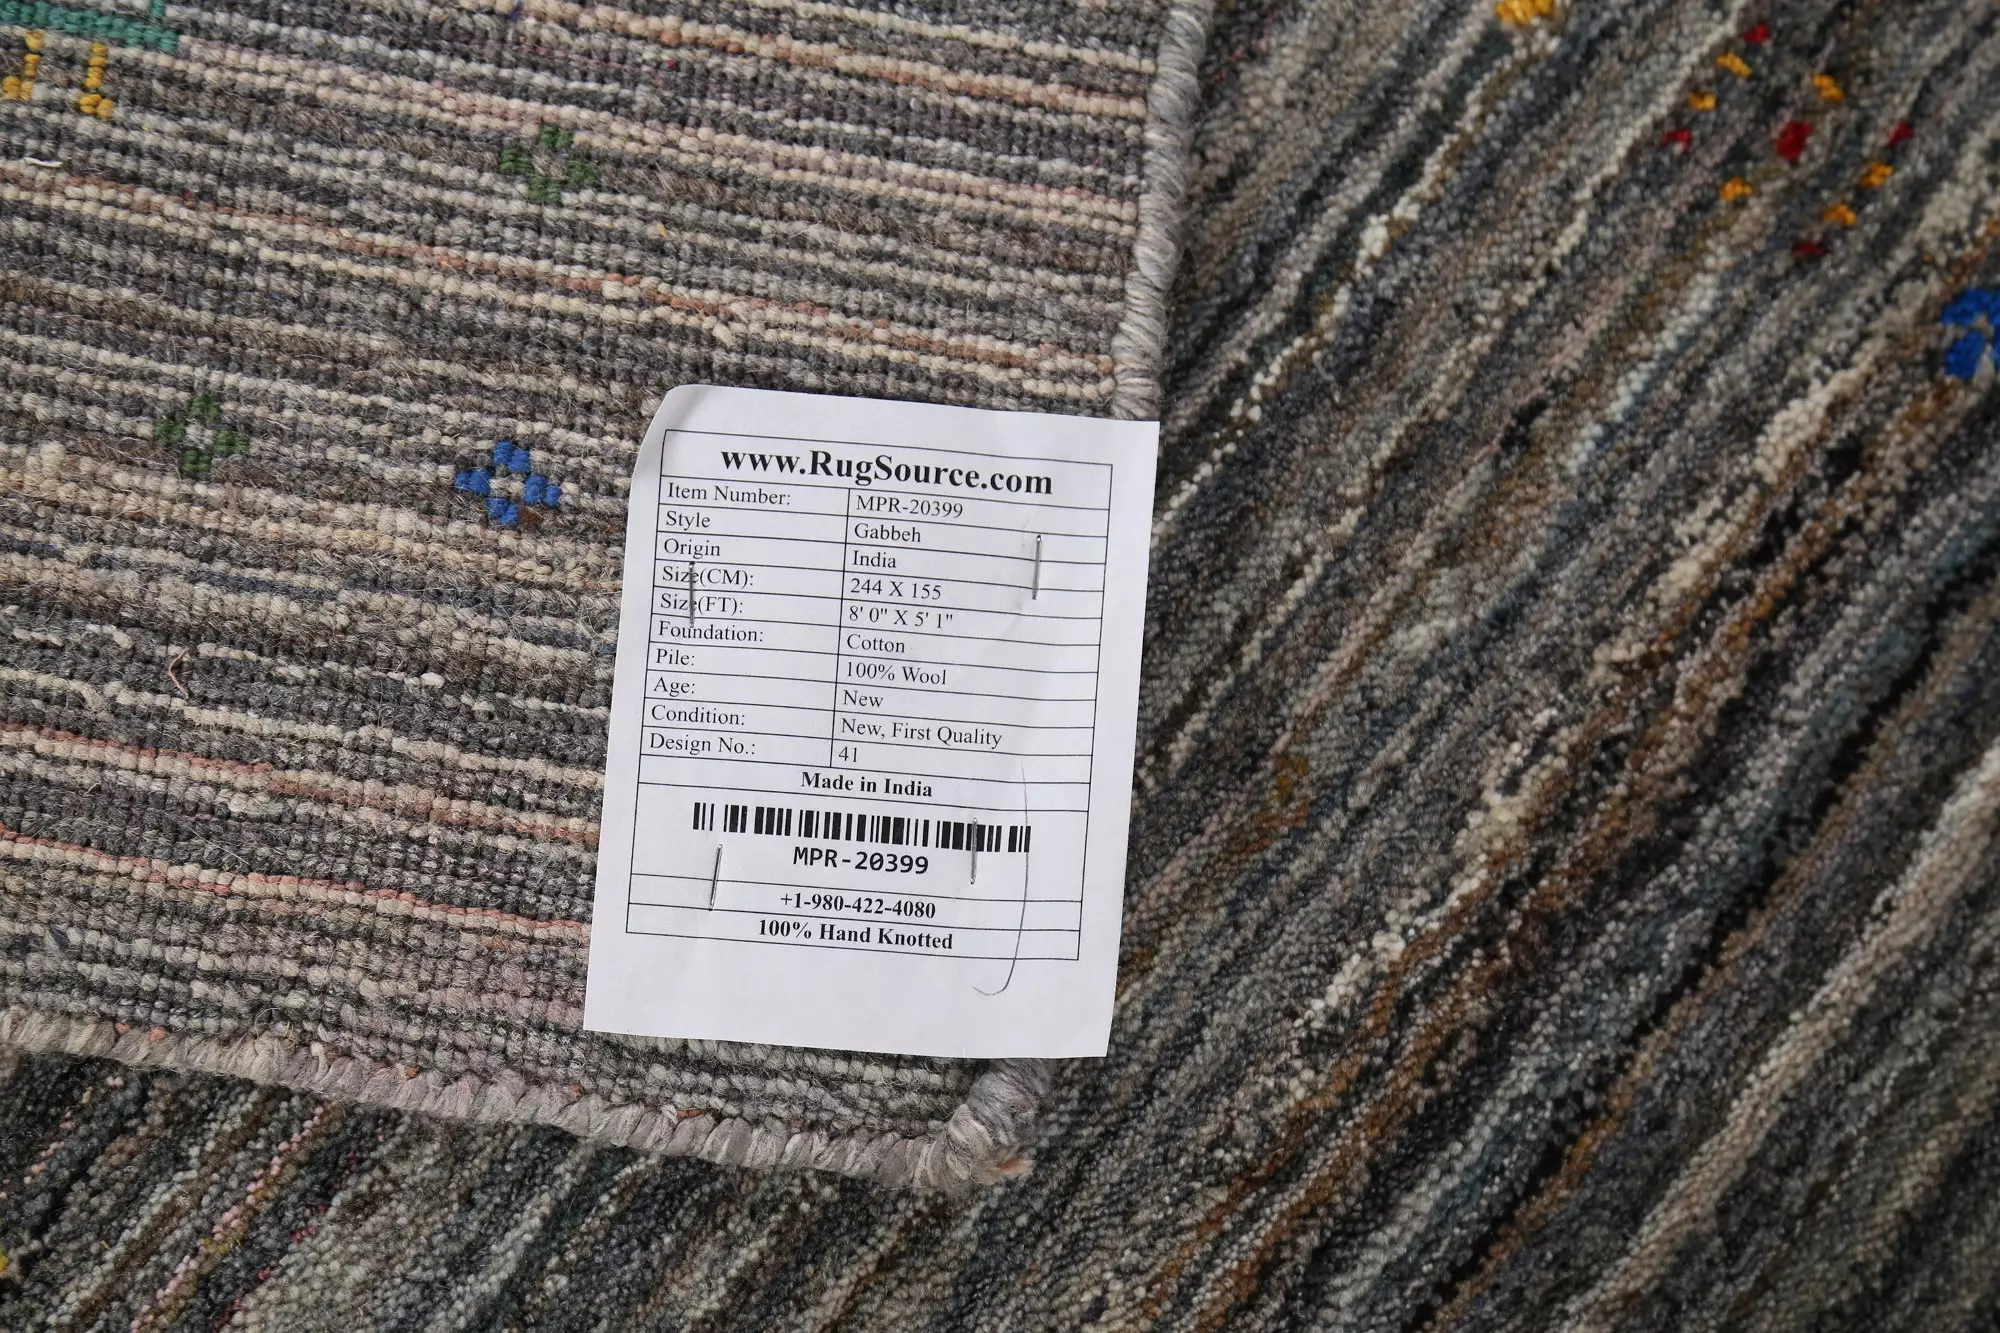 www.RugSource.com
Item Number: MPR-20399
Style Gabbeh
Origin India
Size(CM): 244 X 155
Size(FT): 8' 0" X 5' 1"
Foundation: Cotton
Pile: 100% Wool
Age: New
Condition: New, First Quality
Design No.: 41
Made in India
MPR-20399
+1-980-422-4080
100% Hand Knotted